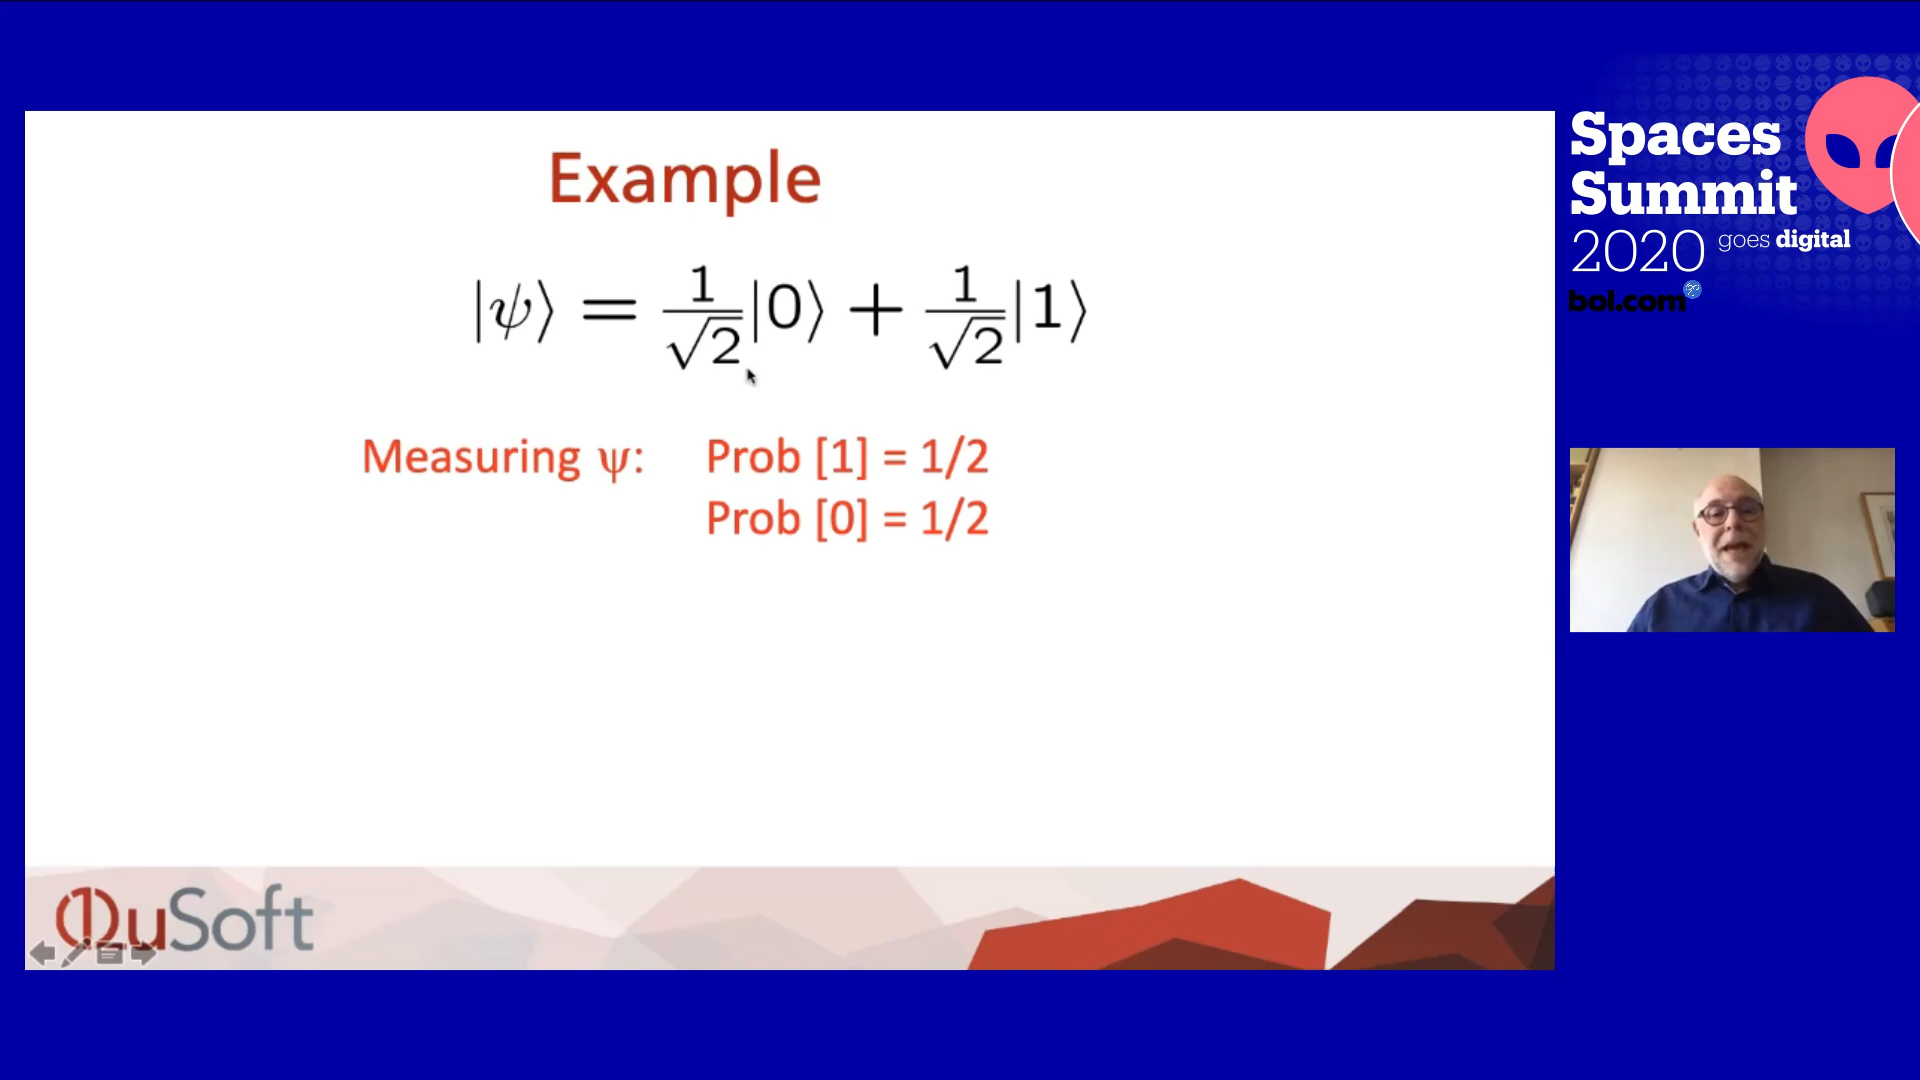 Example
|ψ⟩ = 1/√2 |0⟩ + 1/√2 |1⟩
Measuring ψ: Prob [1] = 1/2
Prob [0] = 1/2
QuSoft
Spaces
Summit
2020 goes digital
bol.com